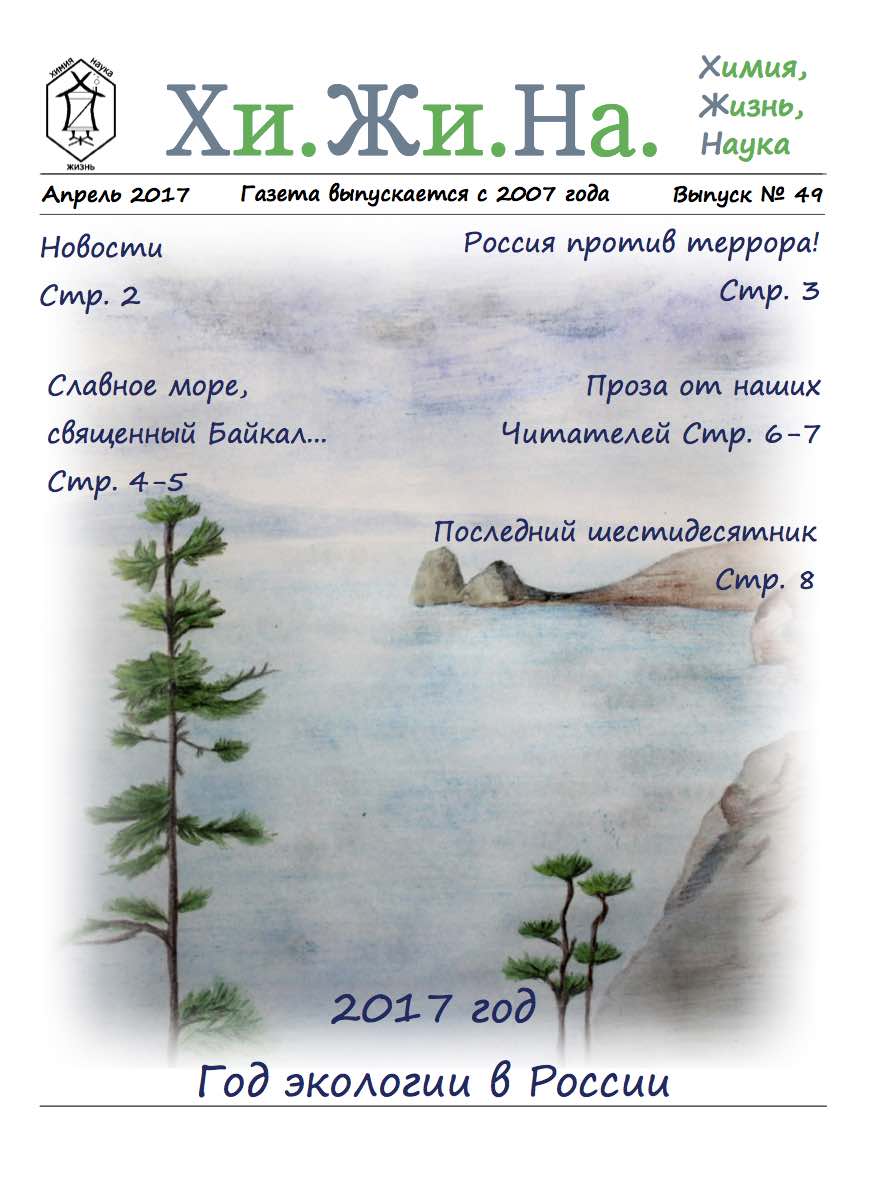 химия
наука
жизнь
Хи.Жи.На.
Химия,
Жизнь,
Наука
Апрель 2017
Газета выпускается с 2007 года
Выпуск № 49
Новости
Стр. 2
Россия против террора!
Стр. 3
Славное море,
священный Байкал...
Стр. 4-5
Проза от наших
Читателей Стр. 6-7
Последний шестидесятник
Стр. 8
2017 год
Год экологии в России